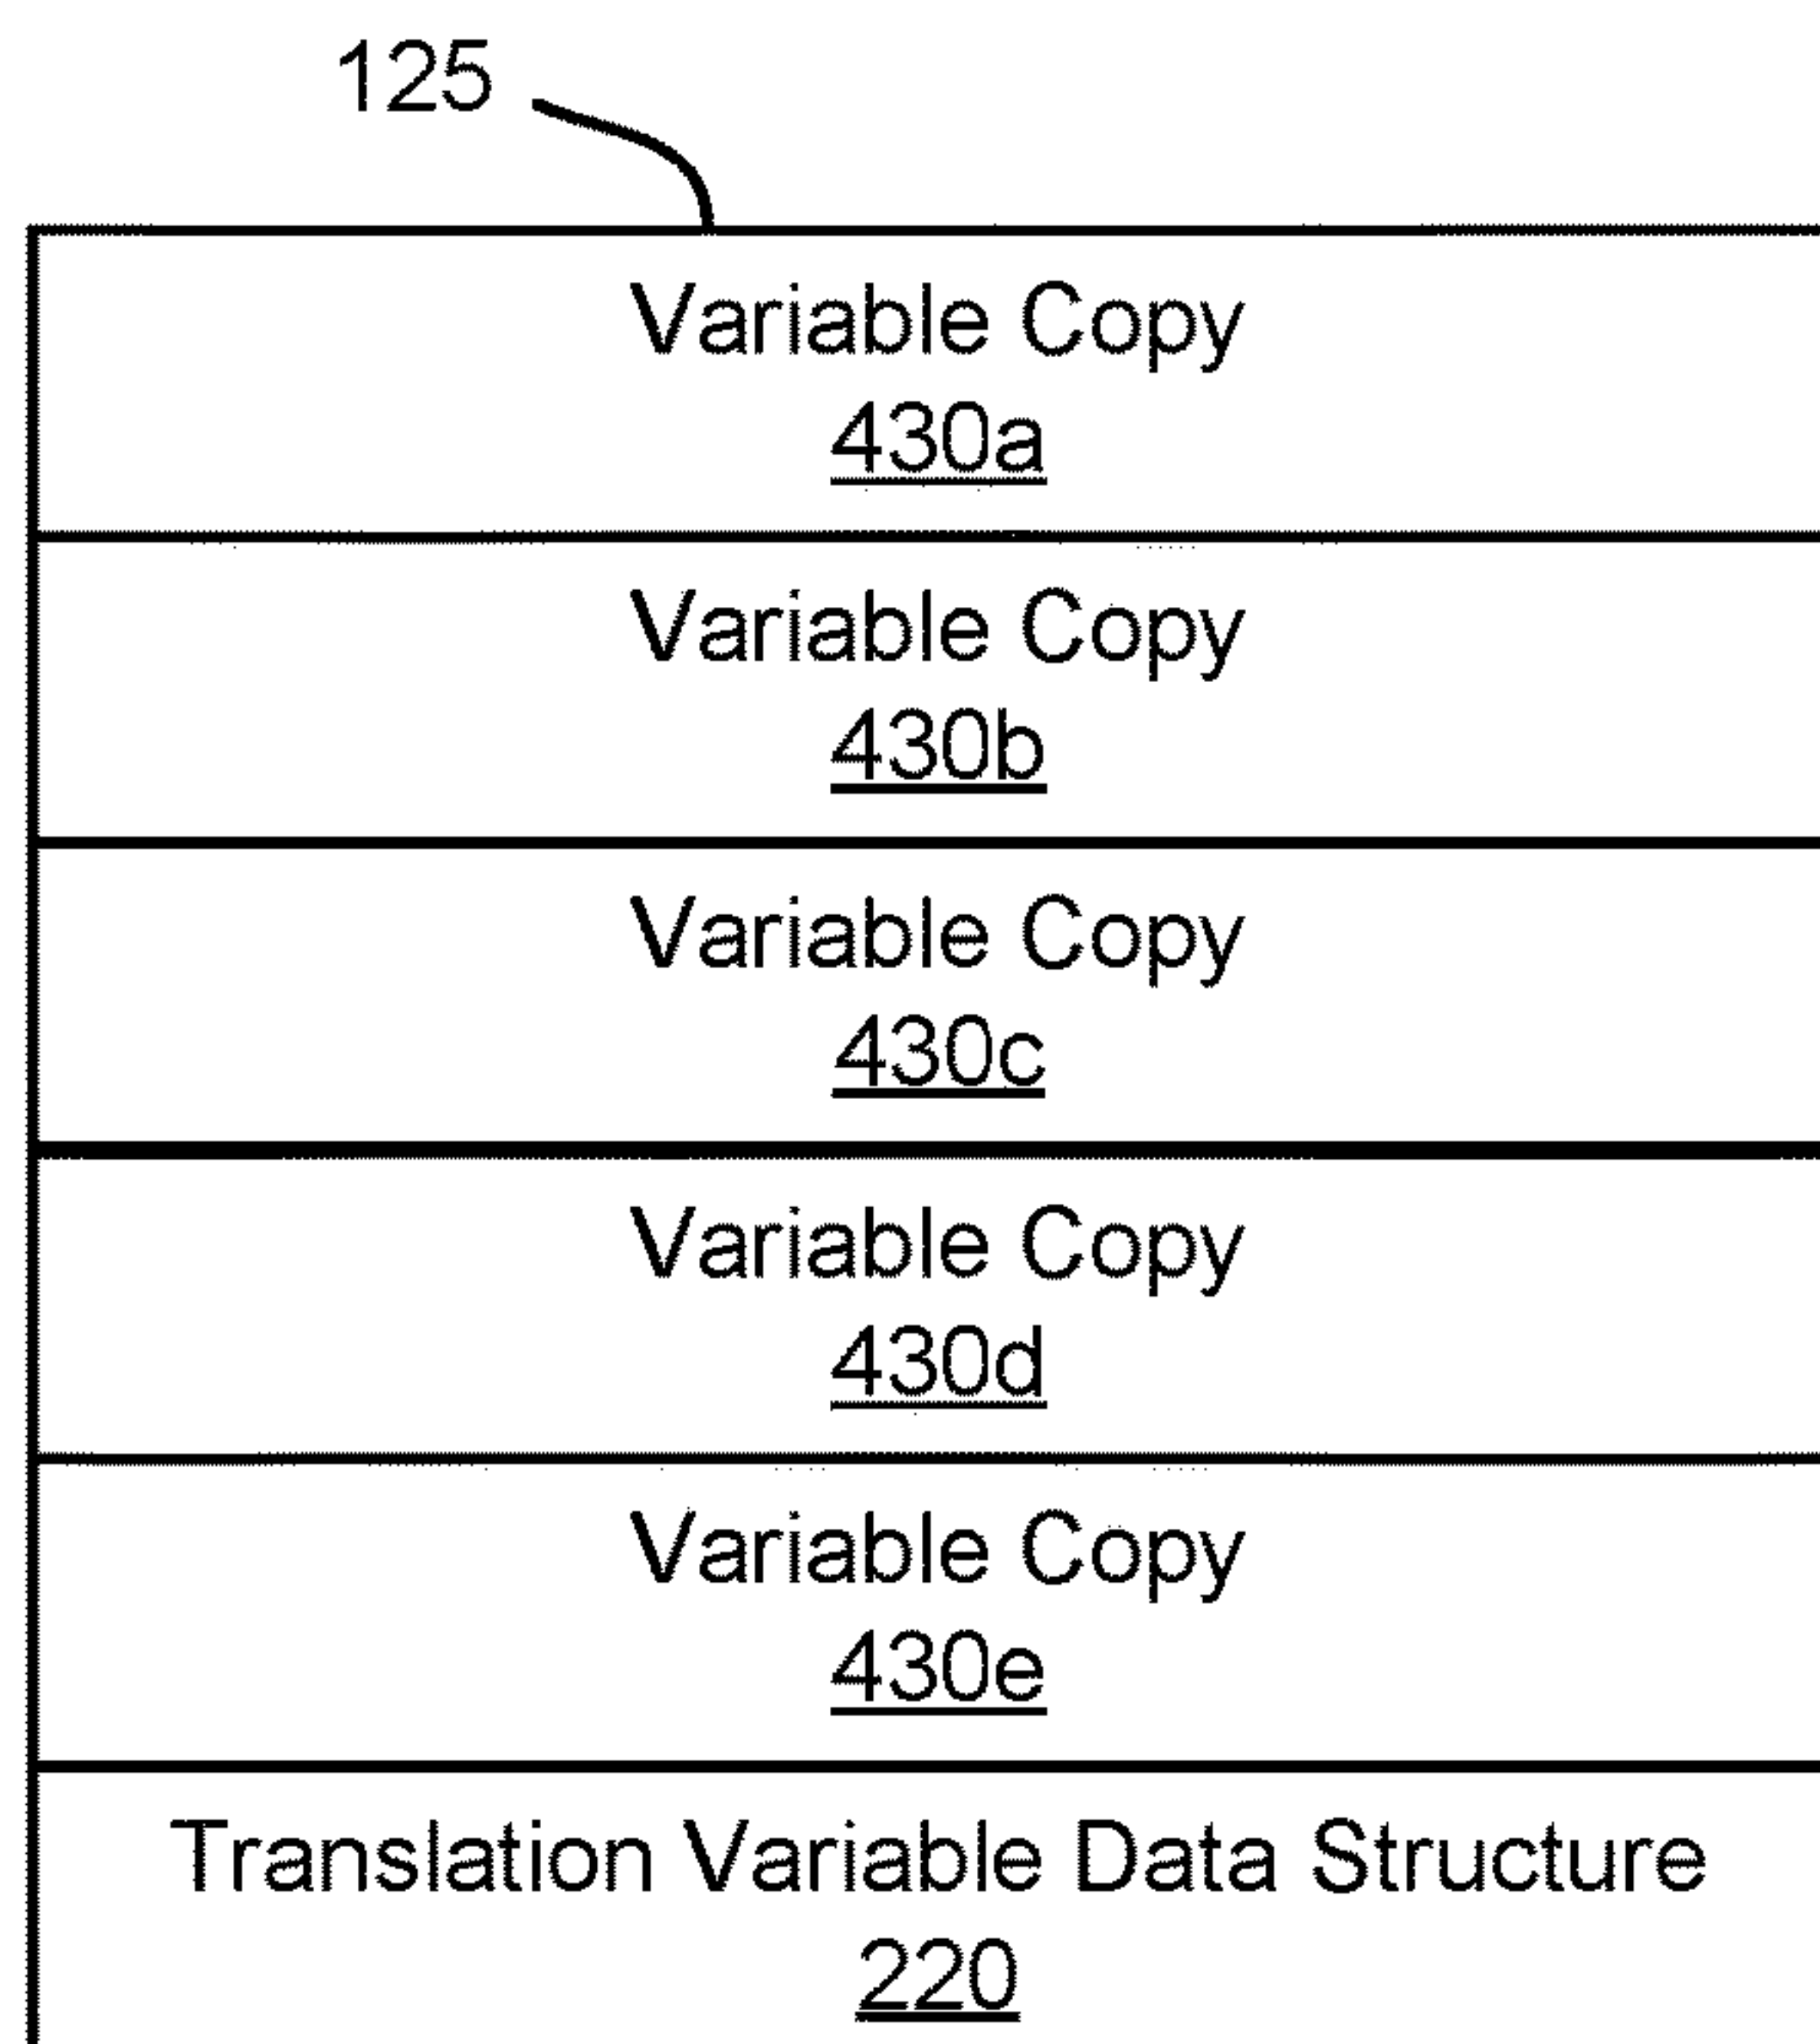 125
Variable Copy
430a
Variable Copy
430b
Variable Copy
430c
Variable Copy
430d
Variable Copy
430e
Translation Variable Data Structure
220